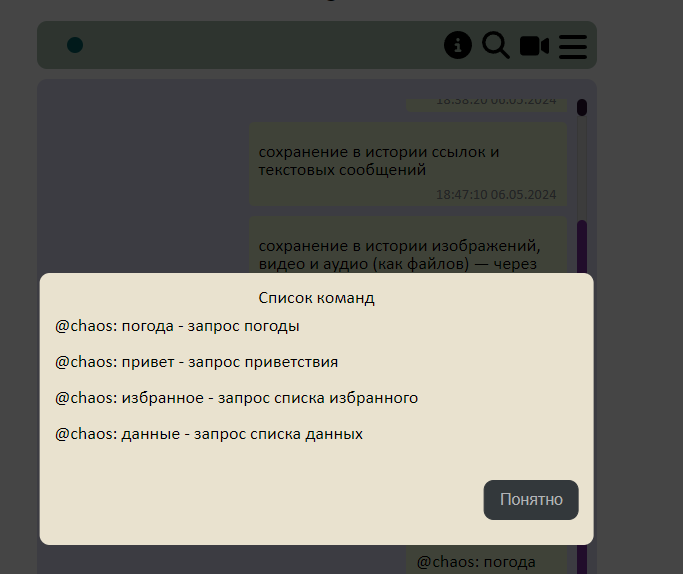 18:38:20 06.05.2024
сохранение в истории ссылок и
текстовых сообщений
18:47:10 06.05.2024
сохранение в истории изображений,
видео и аудио (как файлов) — через
Список команд
@chaos: погода - запрос погоды
@chaos: привет - запрос приветствия
@chaos: избранное - запрос списка избранного
@chaos: данные - запрос списка данных
Понятно
@chaos: погода